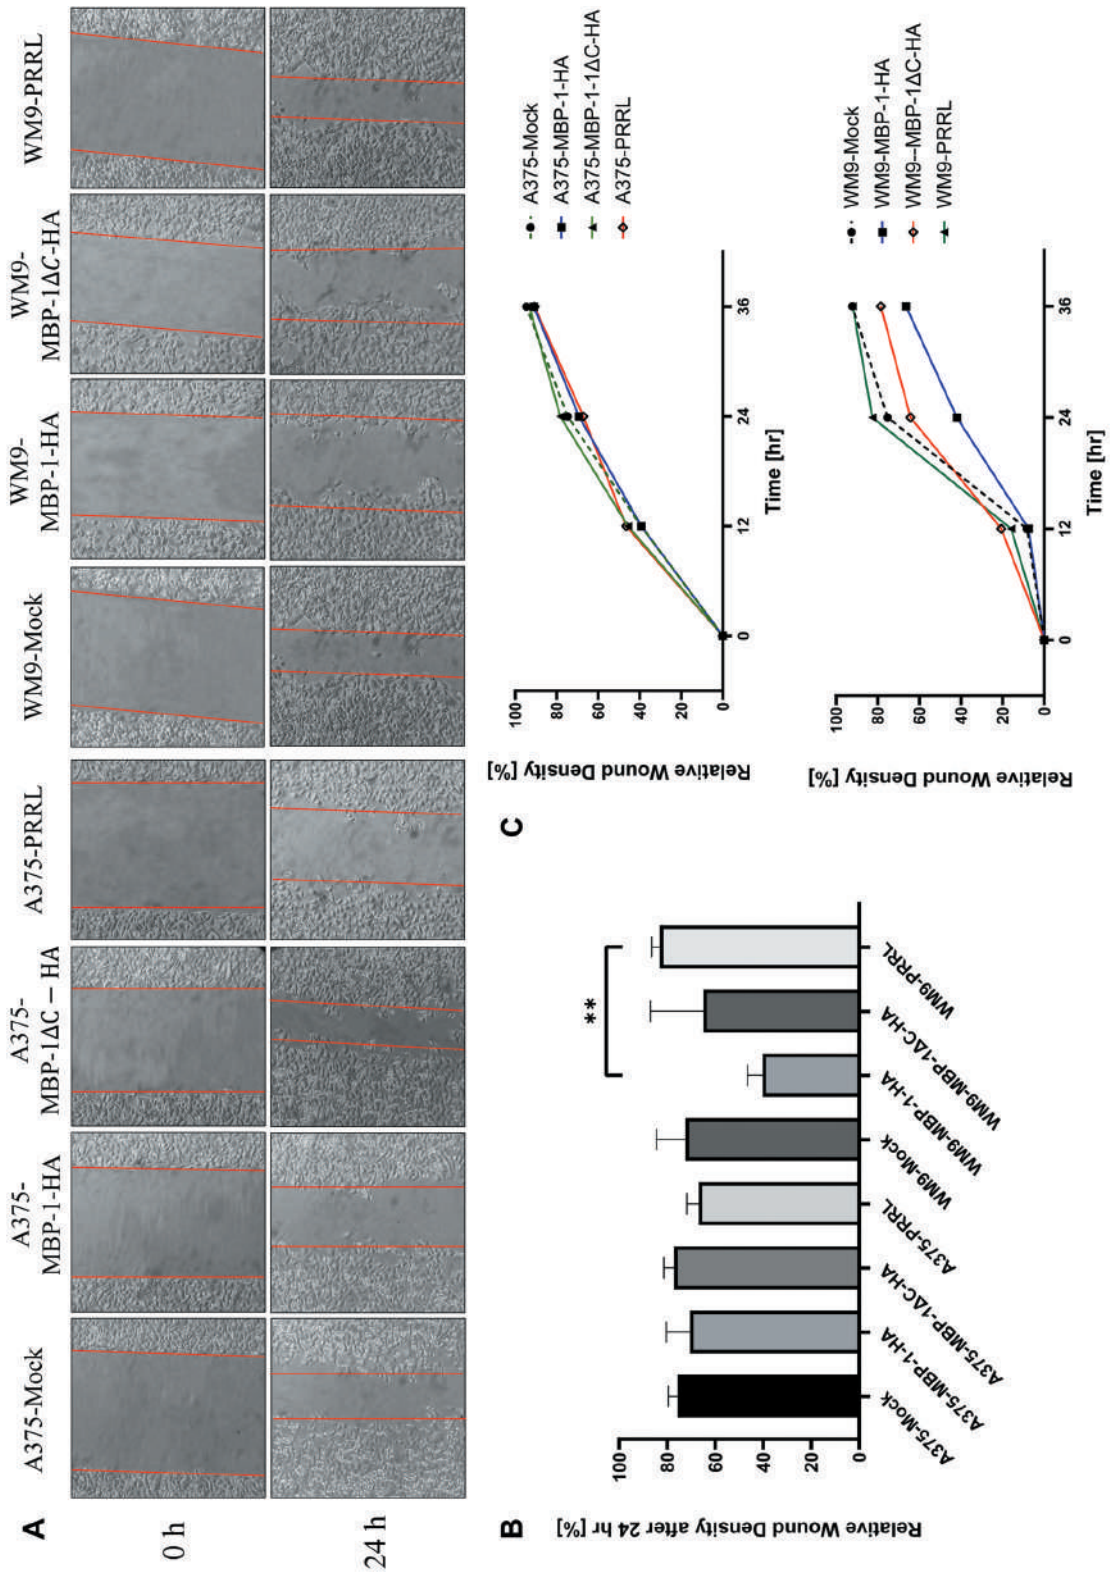 A
A375-Mock
A375-
MBP-1-HA
A375-
MBP-1ΔC – HA
A375-PRRL
WM9-Mock
WM9-
MBP-1-HA
WM9-
MBP-1ΔC-HA
WM9-PRRL
0 h
24 h
B
Relative Wound Density after 24 hr [%]
100
80
60
40
20
0
**
A375-Mock
A375-MBP-1-HA
A375-MBP-1ΔC-HA
A375-PRRL
WM9-Mock
WM9-MBP-1-HA
WM9-MBP-1ΔC-HA
WM9-PRRL
C
Relative Wound Density [%]
100
80
60
40
20
0
0
12
24
36
Time [hr]
A375-Mock
A375-MBP-1-HA
A375-MBP-1-1ΔC-HA
A375-PRRL
Relative Wound Density [%]
100
80
60
40
20
0
0
12
24
36
Time [hr]
WM9-Mock
WM9-MBP-1-HA
WM9--MBP-1ΔC-HA
WM9-PRRL